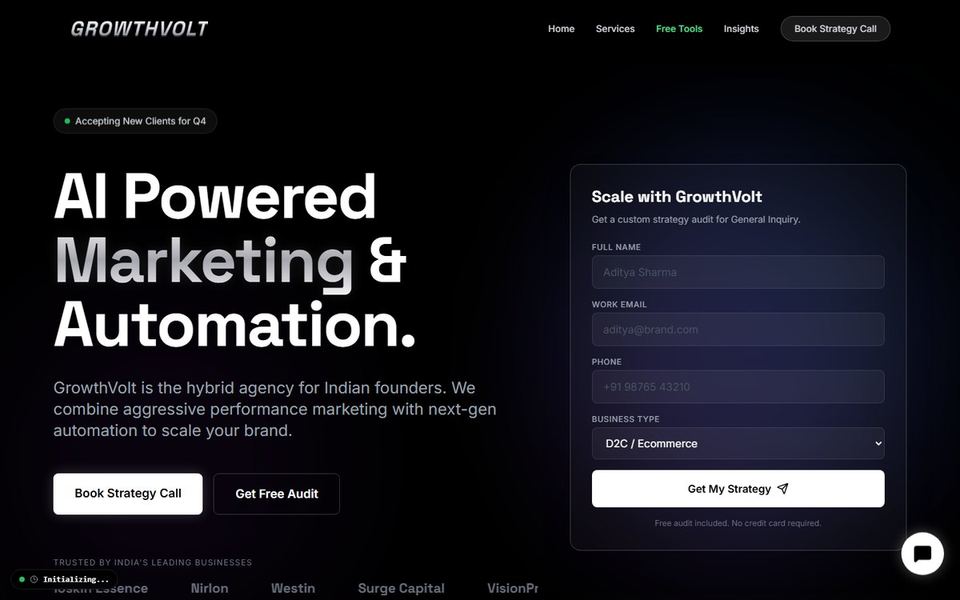 GROWTHVOLT
Home Services Free Tools Insights Book Strategy Call
Accepting New Clients for Q4
AI Powered
Marketing &
Automation.
GrowthVolt is the hybrid agency for Indian founders. We
combine aggressive performance marketing with next-gen
automation to scale your brand.
Book Strategy Call Get Free Audit
TRUSTED BY INDIA'S LEADING BUSINESSES
Essence Nirlon Westin Surge Capital VisionPr
Initializing...
Scale with GrowthVolt
Get a custom strategy audit for General Inquiry.
FULL NAME
Aditya Sharma
WORK EMAIL
aditya@brand.com
PHONE
+91 98765 43210
BUSINESS TYPE
D2C / Ecommerce
Get My Strategy
Free audit included. No credit card required.